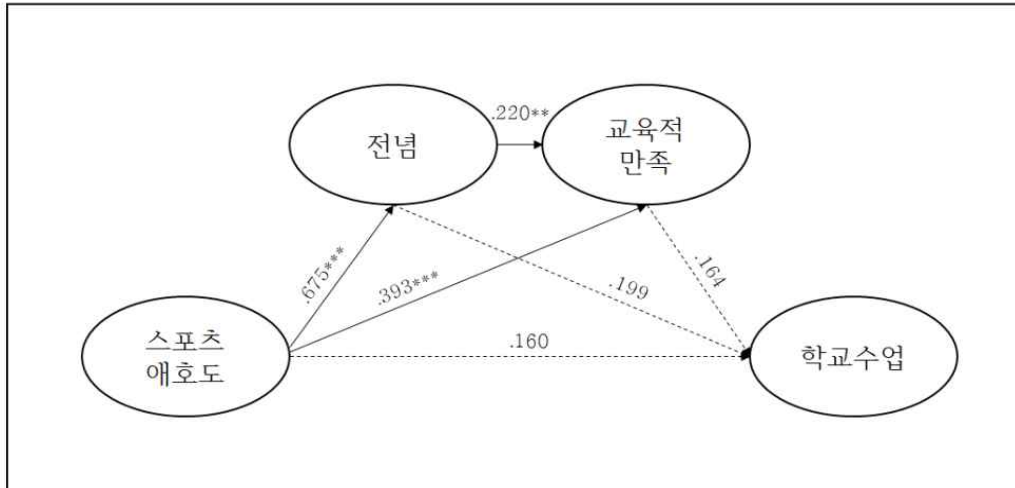 .220**
전념
교육적
만족
.675***
.393***
.199
.164
스포츠
애호도
.160
학교수업